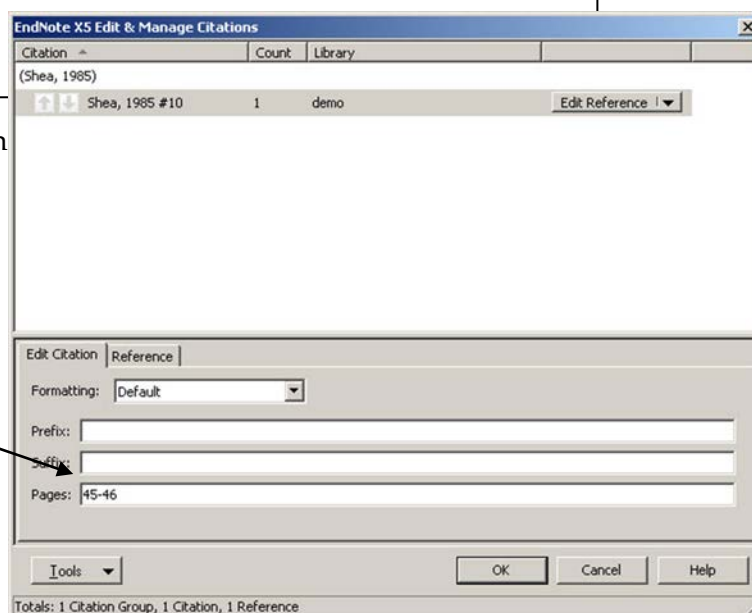 EndNote X5 Edit & Manage Citations
Citation Count Library
(Shea, 1985)
Shea, 1985 #10 1 demo Edit Reference
Edit Citation Reference
Formatting: Default
Prefix:
Suffix:
Pages: 45-46
Tools OK Cancel Help
Totals: 1 Citation Group, 1 Citation, 1 Reference